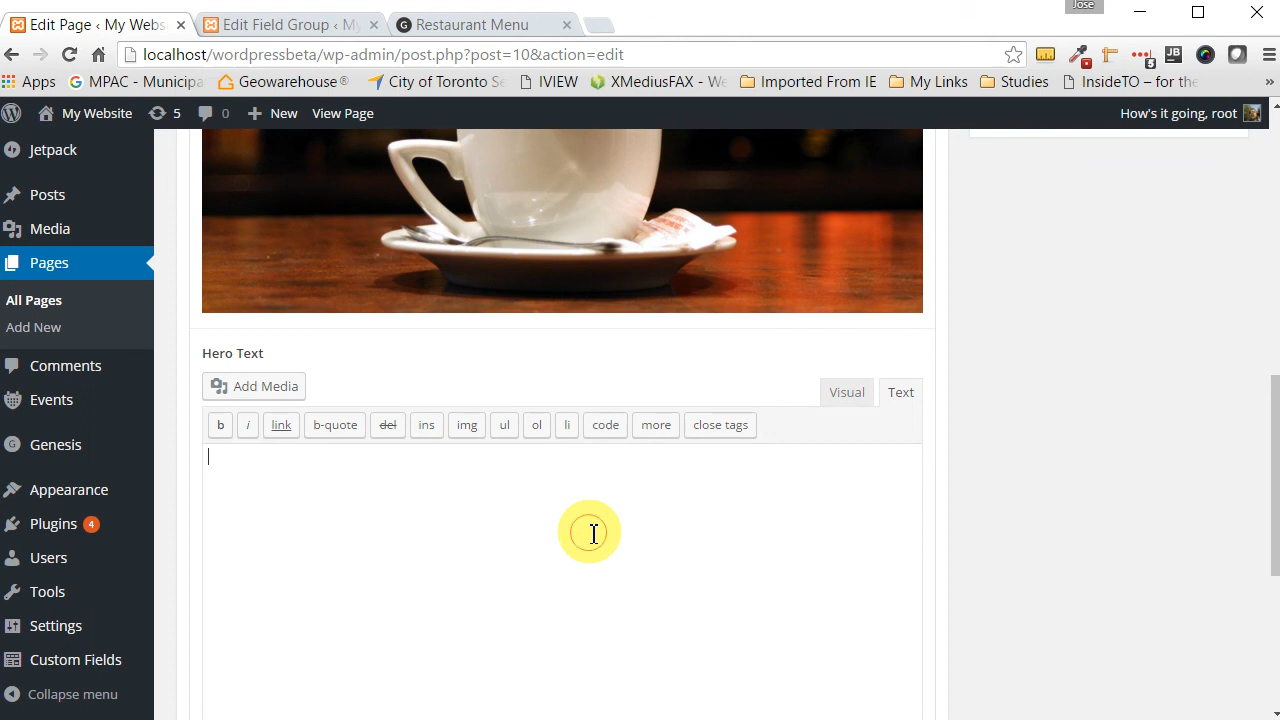 Jose
Edit Page ‹ My Webs
Edit Field Group ‹ My
Restaurant Menu
localhost/wordpressbeta/wp-admin/post.php?post=10&action=edit
Apps
MPAC - Municipa
Geowarehouse®
City of Toronto Se
IVIEW
XMediusFAX - We
Imported From IE
My Links
Studies
InsideTO – for the
»
My Website
5
0
New
View Page
How's it going, root
Jetpack
Posts
Media
Pages
All Pages
Add New
Comments
Events
Genesis
Appearance
Plugins 4
Users
Tools
Settings
Custom Fields
Collapse menu
Hero Text
Add Media
Visual
Text
b
i
link
b-quote
del
ins
img
ul
ol
li
code
more
close tags